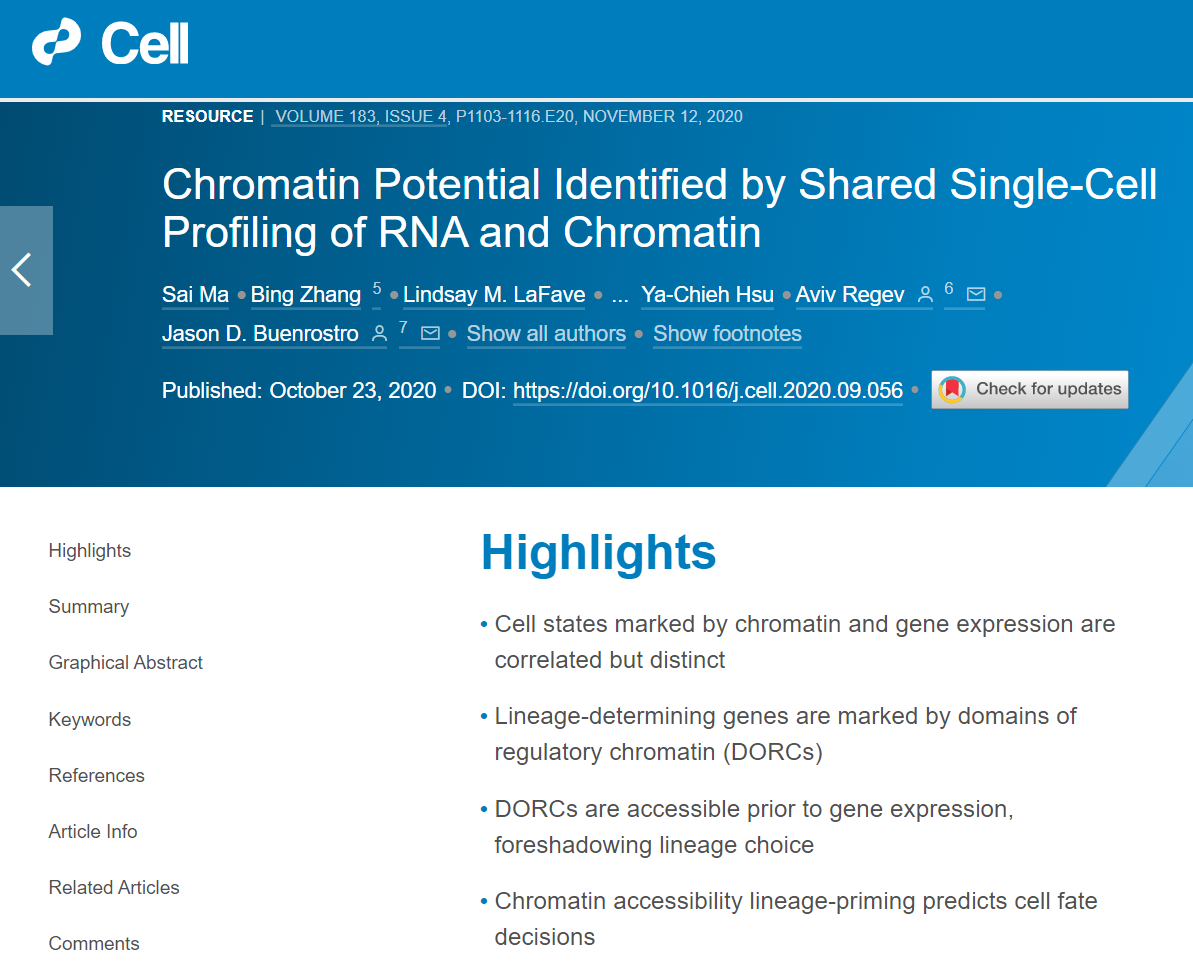 Cell
RESOURCE | VOLUME 183, ISSUE 4, P1103-1116.E20, NOVEMBER 12, 2020
Chromatin Potential Identified by Shared Single-Cell
Profiling of RNA and Chromatin
Sai Ma • Bing Zhang 5 • Lindsay M. LaFave • ... Ya-Chieh Hsu • Aviv Regev 6 •
Jason D. Buenrostro 7 • Show all authors • Show footnotes
Published: October 23, 2020 • DOI: https://doi.org/10.1016/j.cell.2020.09.056 • Check for updates
Highlights
Summary
Graphical Abstract
Keywords
References
Article Info
Related Articles
Comments
Highlights
• Cell states marked by chromatin and gene expression are
correlated but distinct
• Lineage-determining genes are marked by domains of
regulatory chromatin (DORCs)
• DORCs are accessible prior to gene expression,
foreshadowing lineage choice
• Chromatin accessibility lineage-priming predicts cell fate
decisions